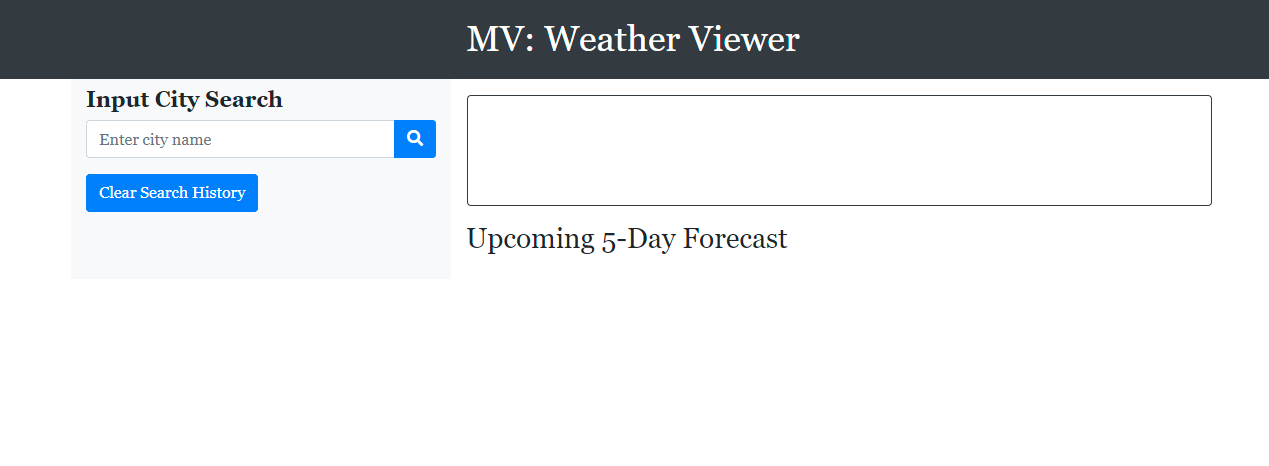 MV: Weather Viewer
Input City Search
Enter city name
Clear Search History
Upcoming 5-Day Forecast